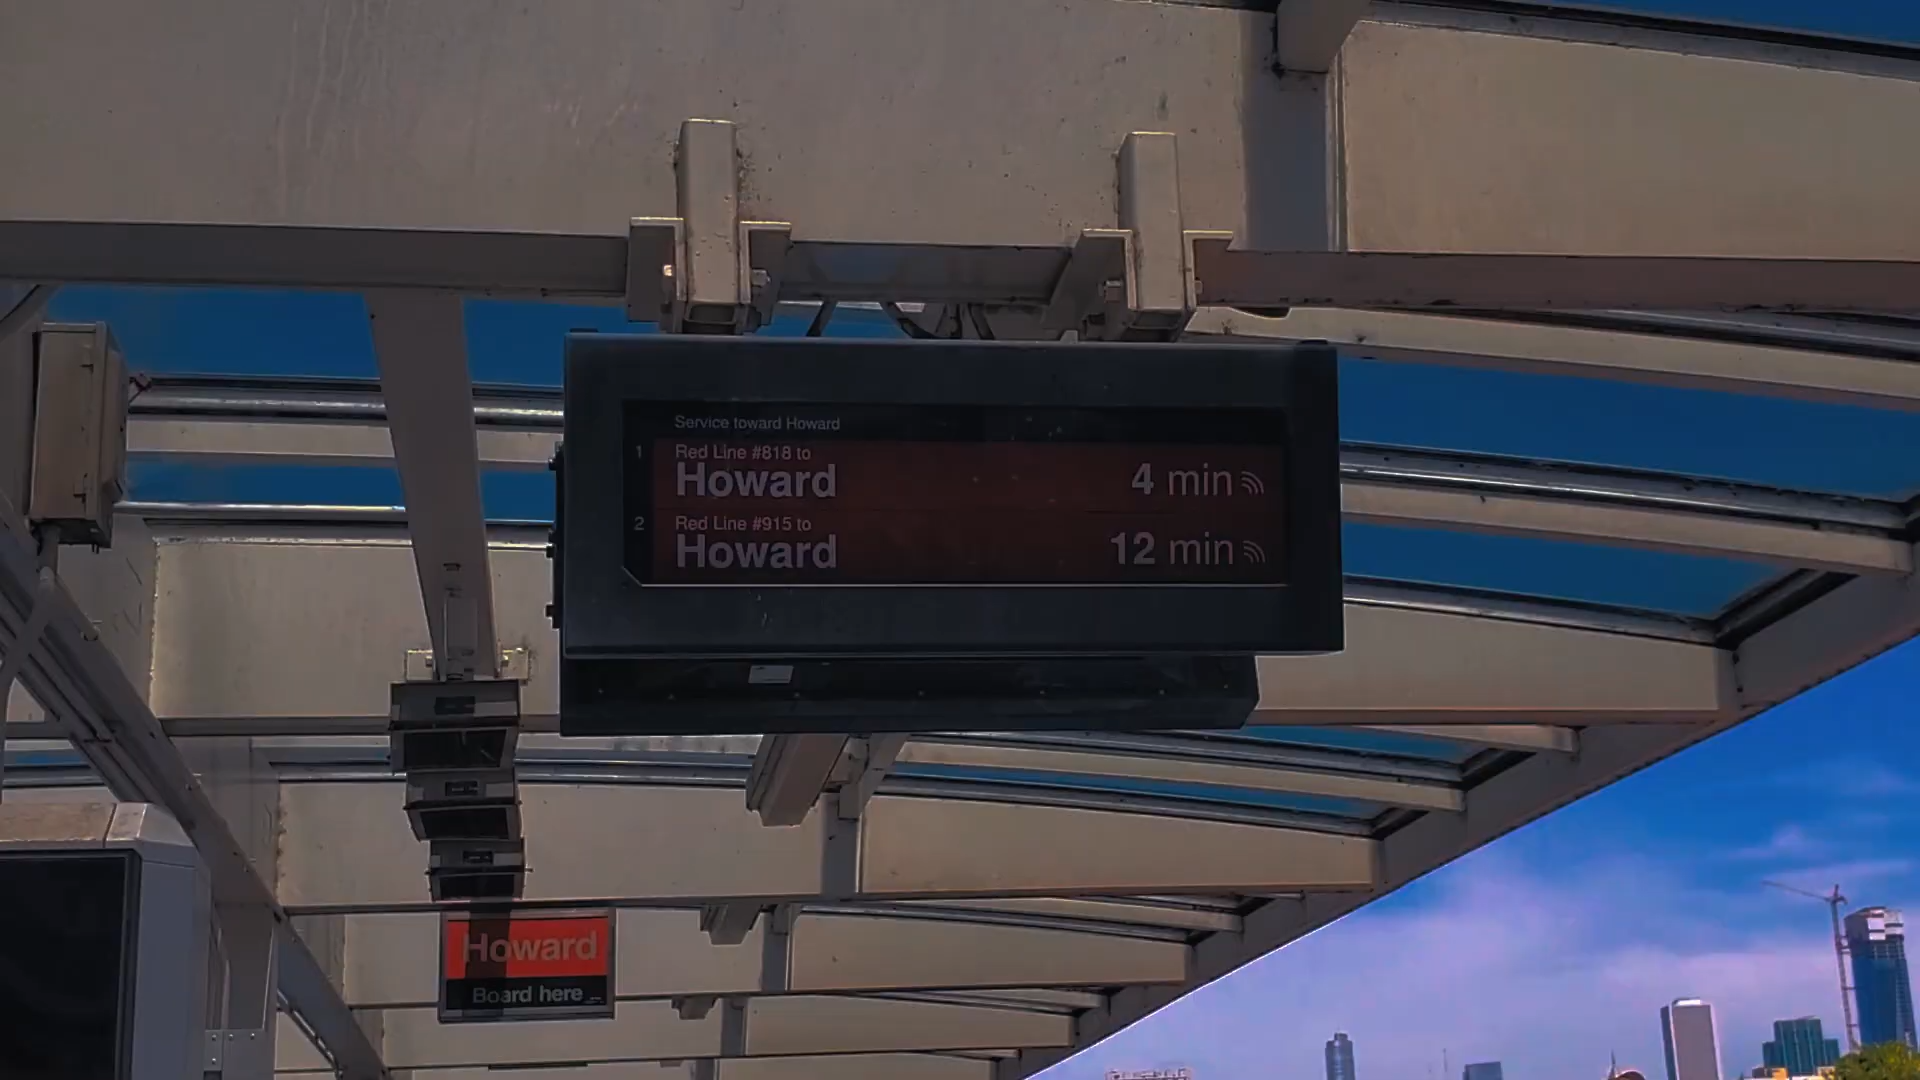 Service toward Howard
1 Red Line #818 to
Howard 4 min
2 Red Line #915 to
Howard 12 min
Howard
Board here